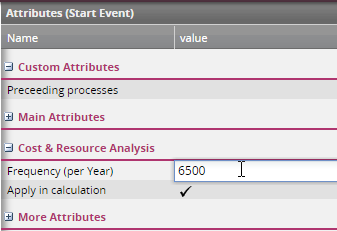 Attributes (Start Event)
Name value
Custom Attributes
Preceeding processes
Main Attributes
Cost & Resource Analysis
Frequency (per Year) 6500
Apply in calculation ✓
More Attributes